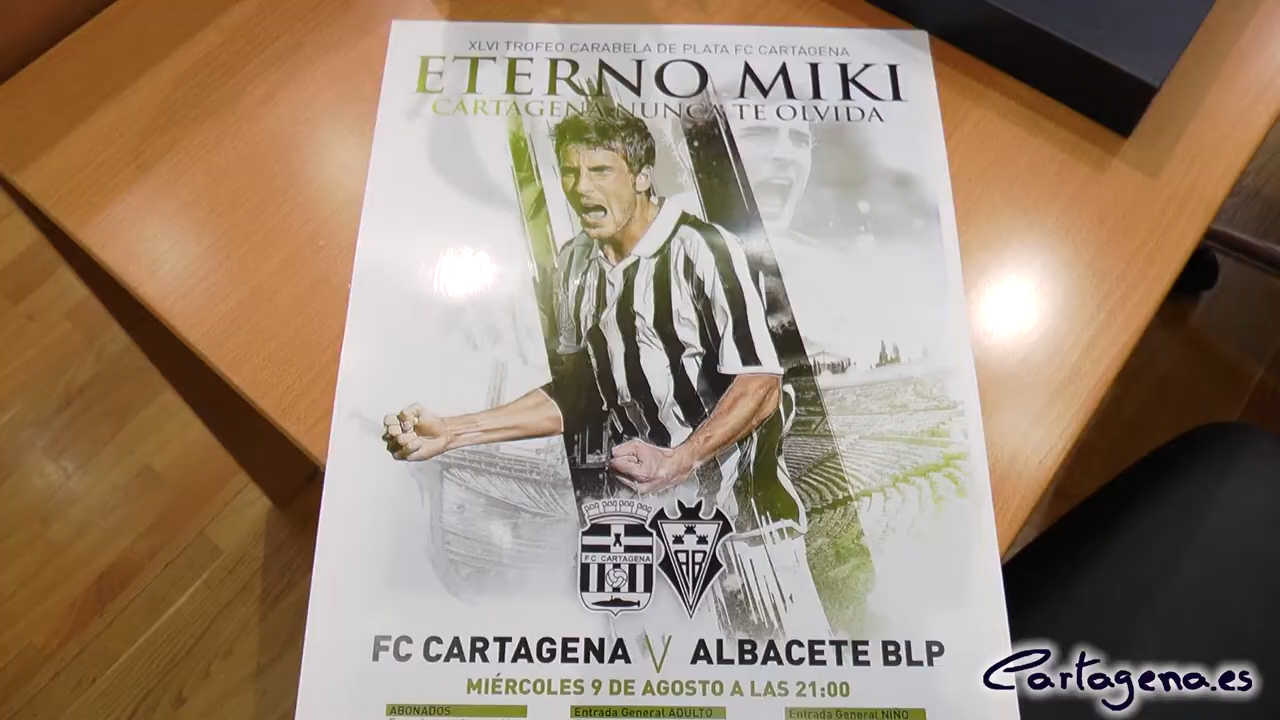 XLVI TROFEO CARABELA DE PLATA FC CARTAGENA
ETERNO MIKI
CARTAGENA NUNCA TE OLVIDA
F C CARTAGENA
FC CARTAGENA V ALBACETE BLP
MIÉRCOLES 9 DE AGOSTO A LAS 21:00
ABONADOS
Entrada General ADULTO
Entrada General NIÑO
Cartagena.es